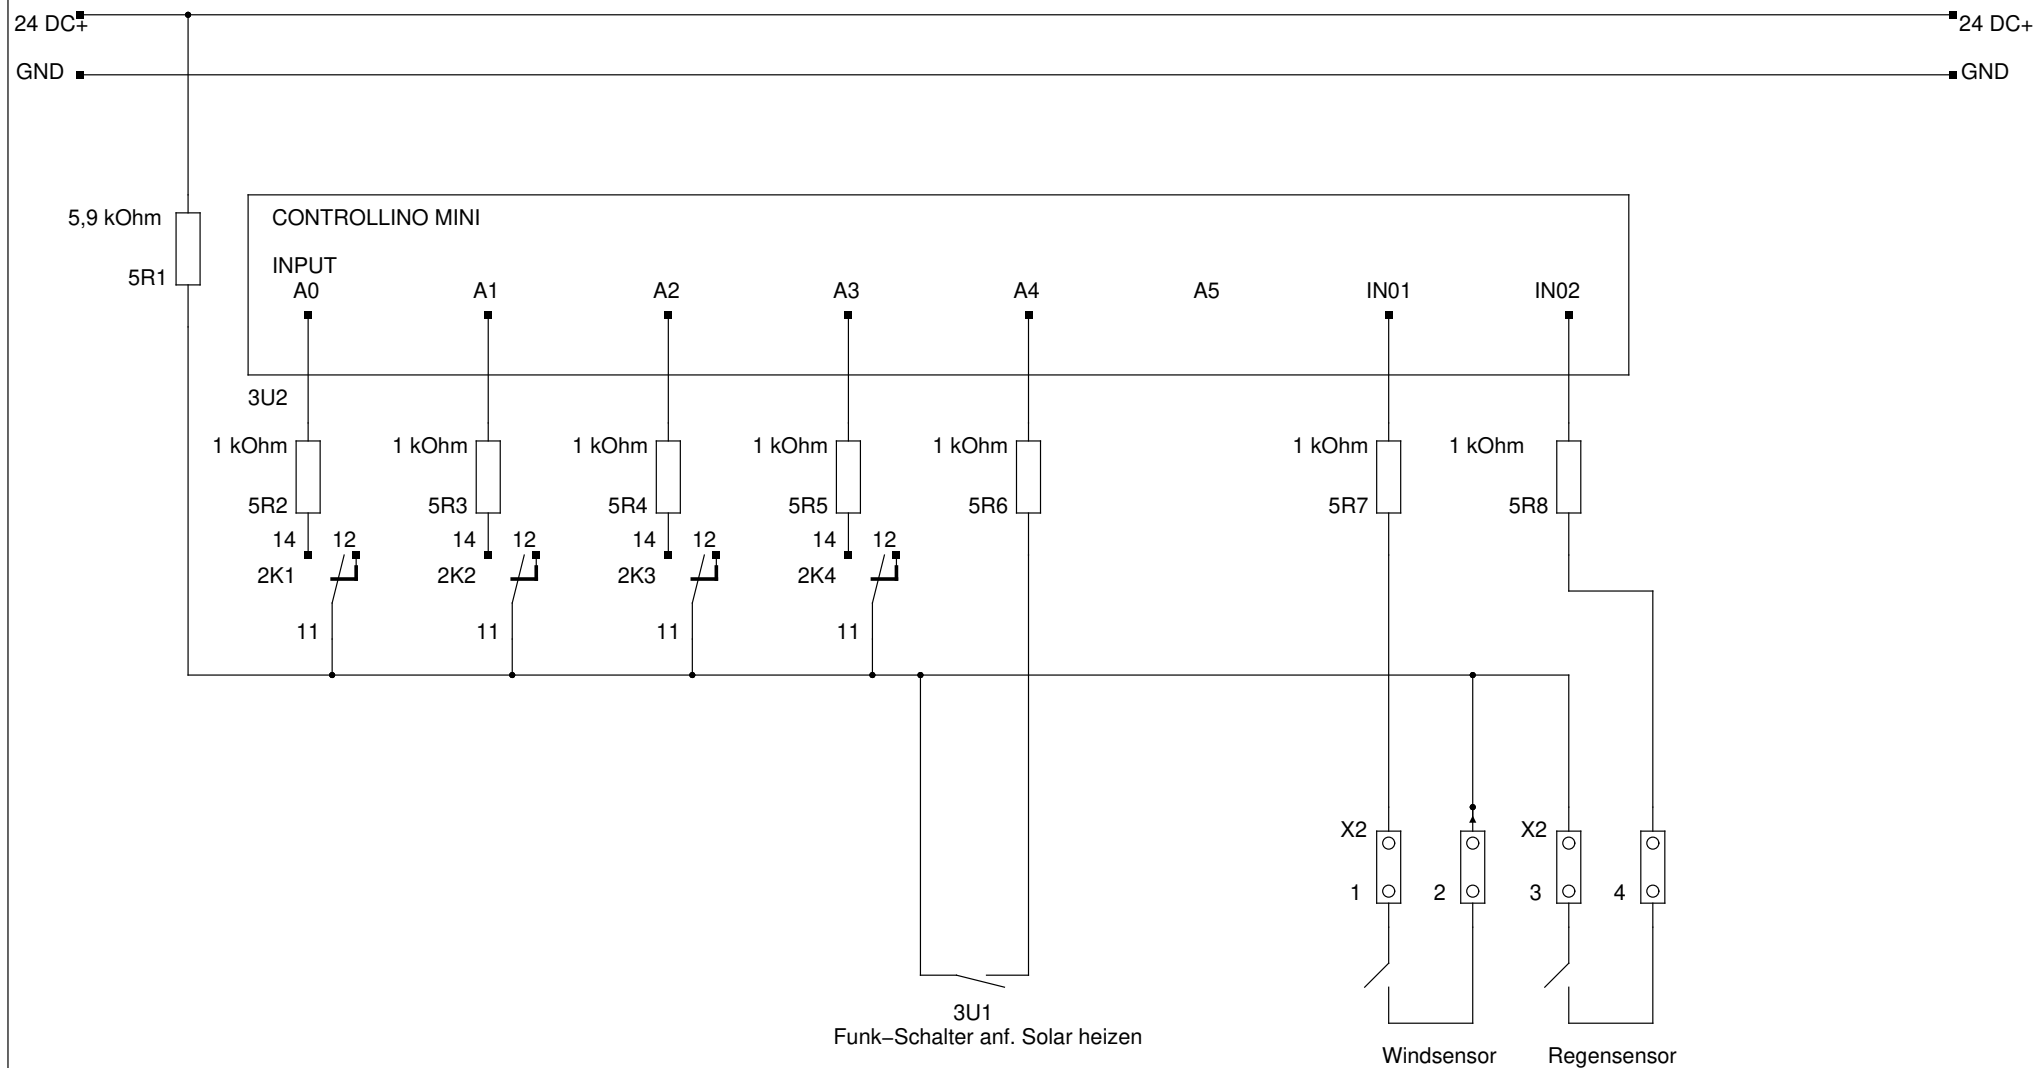 24 DC+ 24 DC+
GND GND
5,9 kOhm CONTROLLINO MINI
5R1 INPUT
A0 A1 A2 A3 A4 A5 IN01 IN02
3U2
1 kOhm 1 kOhm 1 kOhm 1 kOhm 1 kOhm 1 kOhm 1 kOhm
5R2 5R3 5R4 5R5 5R6 5R7 5R8
14 12 14 12 14 12 14 12
2K1 2K2 2K3 2K4
11 11 11 11
X2 X2
1 2 3 4
3U1
Funk−Schalter anf. Solar heizen
Windsensor Regensensor